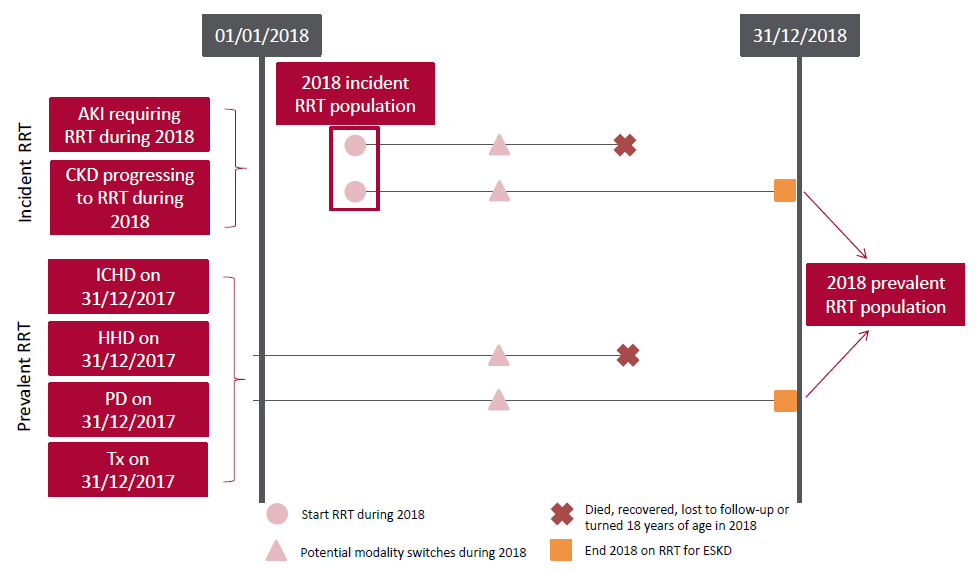 01/01/2018
31/12/2018
2018 incident
RRT population
Incident RRT
AKI requiring
RRT during 2018
CKD progressing
to RRT during
2018
Prevalent RRT
ICHD on
31/12/2017
HHD on
31/12/2017
PD on
31/12/2017
Tx on
31/12/2017
2018 prevalent
RRT population
Start RRT during 2018
Potential modality switches during 2018
Died, recovered, lost to follow-up or
turned 18 years of age in 2018
End 2018 on RRT for ESKD